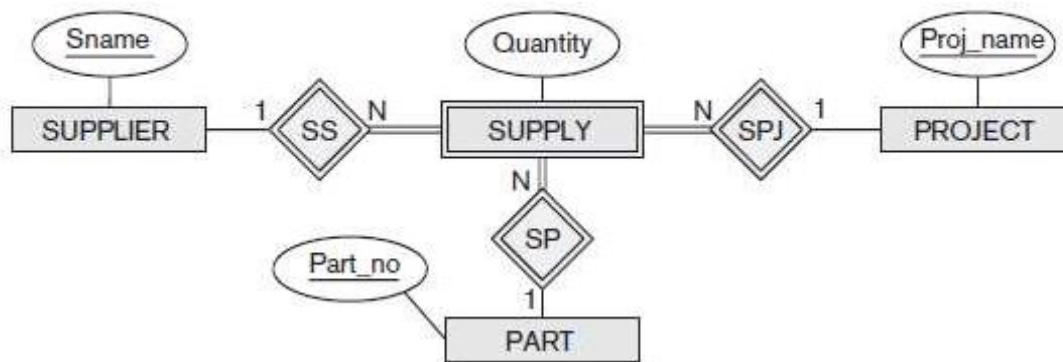 Sname
Quantity
Proj_name
SUPPLIER
1
SS
N
SUPPLY
N
SPJ
1
PROJECT
N
SP
Part_no
1
PART